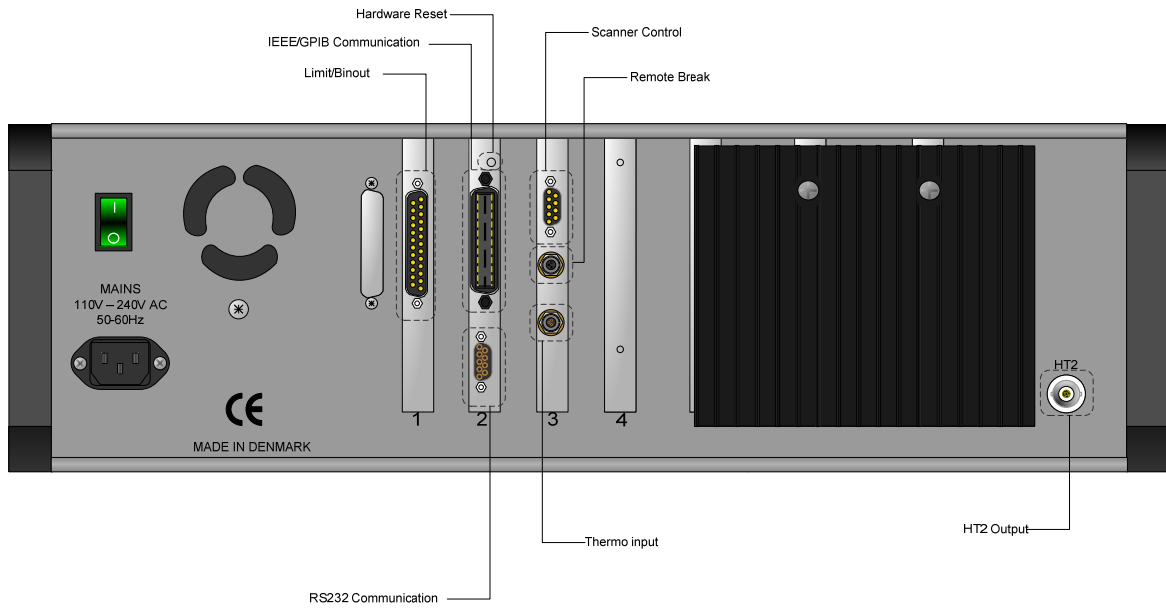 Hardware Reset
IEEE/GPIB Communication
Scanner Control
Limit/Binout
Remote Break
I
O
MAINS
110V – 240V AC
50-60Hz
HT2
CE
1
2
3
4
MADE IN DENMARK
HT2 Output
Thermo input
RS232 Communication